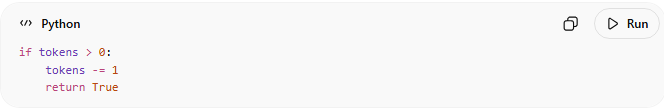 </> Python
Run
if tokens > 0:
    tokens -= 1
    return True